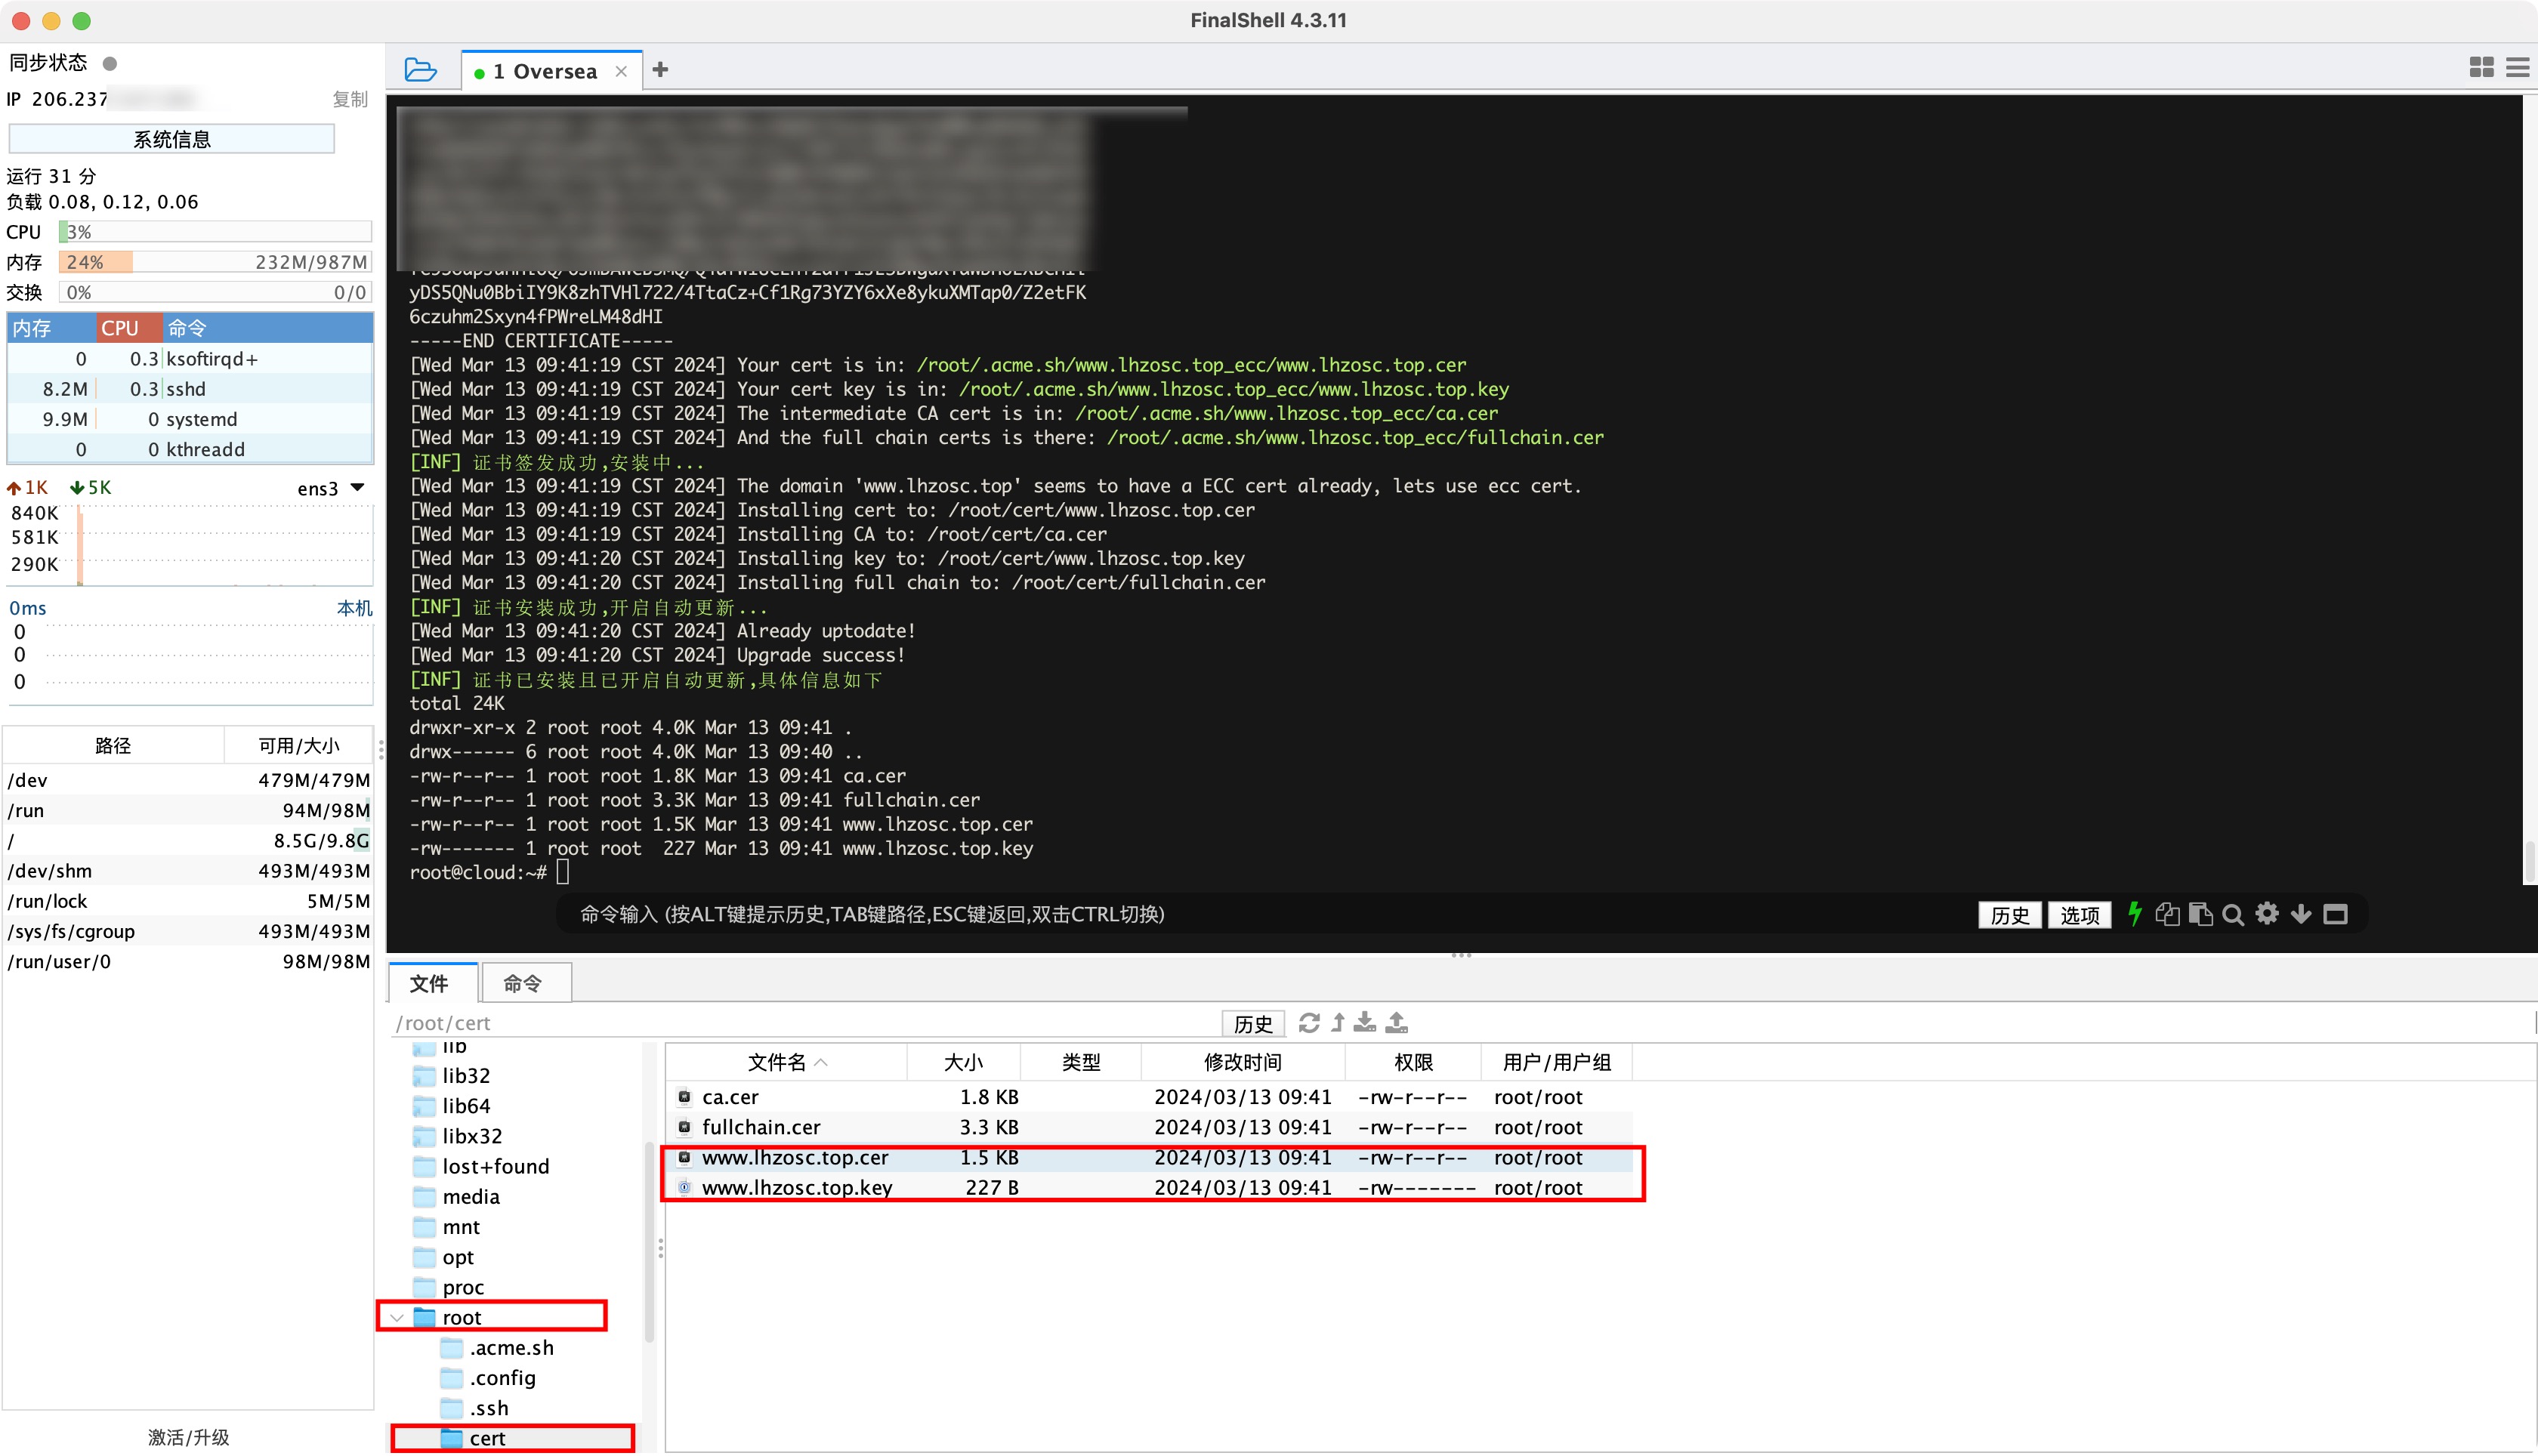 FinalShell 4.3.11
同步状态
IP 206.237
复制
系统信息
运行 31 分
负载 0.08, 0.12, 0.06
CPU 3%
内存 24% 232M/987M
交换 0% 0/0
内存 CPU 命令
0 0.3 ksoftirqd+
8.2M 0.3 sshd
9.9M 0 systemd
0 0 kthreadd
1K 5K ens3
840K
581K
290K
0ms 本机
0
0
0
路径 可用/大小
/dev 479M/479M
/run 94M/98M
/ 8.5G/9.8G
/dev/shm 493M/493M
/run/lock 5M/5M
/sys/fs/cgroup 493M/493M
/run/user/0 98M/98M
激活/升级
1 Oversea
yDS5QNu0BbiIY9K8zhTVHl722/4TtaCz+Cf1Rg73YZY6xXe8ykuXMTap0/Z2etFK
6czuhm2Sxyn4fPWreLM48dHI
-----END CERTIFICATE-----
[Wed Mar 13 09:41:19 CST 2024] Your cert is in: /root/.acme.sh/www.lhzosc.top_ecc/www.lhzosc.top.cer
[Wed Mar 13 09:41:19 CST 2024] Your cert key is in: /root/.acme.sh/www.lhzosc.top_ecc/www.lhzosc.top.key
[Wed Mar 13 09:41:19 CST 2024] The intermediate CA cert is in: /root/.acme.sh/www.lhzosc.top_ecc/ca.cer
[Wed Mar 13 09:41:19 CST 2024] And the full chain certs is there: /root/.acme.sh/www.lhzosc.top_ecc/fullchain.cer
[INF] 证书签发成功,安装中...
[Wed Mar 13 09:41:19 CST 2024] The domain 'www.lhzosc.top' seems to have a ECC cert already, lets use ecc cert.
[Wed Mar 13 09:41:19 CST 2024] Installing cert to: /root/cert/www.lhzosc.top.cer
[Wed Mar 13 09:41:19 CST 2024] Installing CA to: /root/cert/ca.cer
[Wed Mar 13 09:41:20 CST 2024] Installing key to: /root/cert/www.lhzosc.top.key
[Wed Mar 13 09:41:20 CST 2024] Installing full chain to: /root/cert/fullchain.cer
[INF] 证书安装成功,开启自动更新...
[Wed Mar 13 09:41:20 CST 2024] Already uptodate!
[Wed Mar 13 09:41:20 CST 2024] Upgrade success!
[INF] 证书已安装且已开启自动更新,具体信息如下
total 24K
drwxr-xr-x 2 root root 4.0K Mar 13 09:41 .
drwx------ 6 root root 4.0K Mar 13 09:40 ..
-rw-r--r-- 1 root root 1.8K Mar 13 09:41 ca.cer
-rw-r--r-- 1 root root 3.3K Mar 13 09:41 fullchain.cer
-rw-r--r-- 1 root root 1.5K Mar 13 09:41 www.lhzosc.top.cer
-rw------- 1 root root  227 Mar 13 09:41 www.lhzosc.top.key
root@cloud:~#
命令输入 (按ALT键提示历史,TAB键路径,ESC键返回,双击CTRL切换) 历史 选项
文件 命令
/root/cert 历史
lib
lib32
lib64
libx32
lost+found
media
mnt
opt
proc
root
.acme.sh
.config
.ssh
cert
文件名 大小 类型 修改时间 权限 用户/用户组
ca.cer 1.8 KB 2024/03/13 09:41 -rw-r--r-- root/root
fullchain.cer 3.3 KB 2024/03/13 09:41 -rw-r--r-- root/root
www.lhzosc.top.cer 1.5 KB 2024/03/13 09:41 -rw-r--r-- root/root
www.lhzosc.top.key 227 B 2024/03/13 09:41 -rw------- root/root